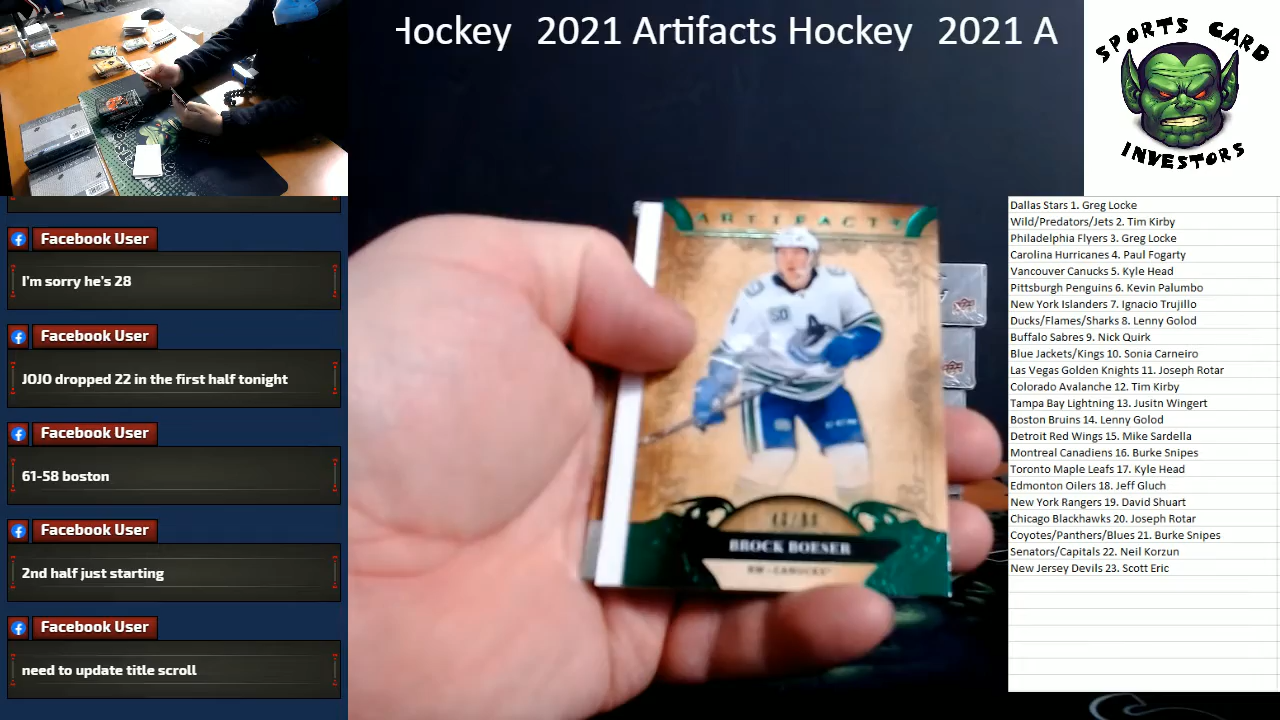 Hockey 2021 Artifacts Hockey 2021 A
SPORTS CARD
INVESTORS
Facebook User
I'm sorry he's 28
Facebook User
JOJO dropped 22 in the first half tonight
Facebook User
61-58 boston
Facebook User
2nd half just starting
Facebook User
need to update title scroll
ARTIFACTS
BROCK BOESER
RW - CANUCKS
Dallas Stars 1. Greg Locke
Wild/Predators/Jets 2. Tim Kirby
Philadelphia Flyers 3. Greg Locke
Carolina Hurricanes 4. Paul Fogarty
Vancouver Canucks 5. Kyle Head
Pittsburgh Penguins 6. Kevin Palumbo
New York Islanders 7. Ignacio Trujillo
Ducks/Flames/Sharks 8. Lenny Golod
Buffalo Sabres 9. Nick Quirk
Blue Jackets/Kings 10. Sonia Carneiro
Las Vegas Golden Knights 11. Joseph Rotar
Colorado Avalanche 12. Tim Kirby
Tampa Bay Lightning 13. Jusitn Wingert
Boston Bruins 14. Lenny Golod
Detroit Red Wings 15. Mike Sardella
Montreal Canadiens 16. Burke Snipes
Toronto Maple Leafs 17. Kyle Head
Edmonton Oilers 18. Jeff Gluch
New York Rangers 19. David Shuart
Chicago Blackhawks 20. Joseph Rotar
Coyotes/Panthers/Blues 21. Burke Snipes
Senators/Capitals 22. Neil Korzun
New Jersey Devils 23. Scott Eric